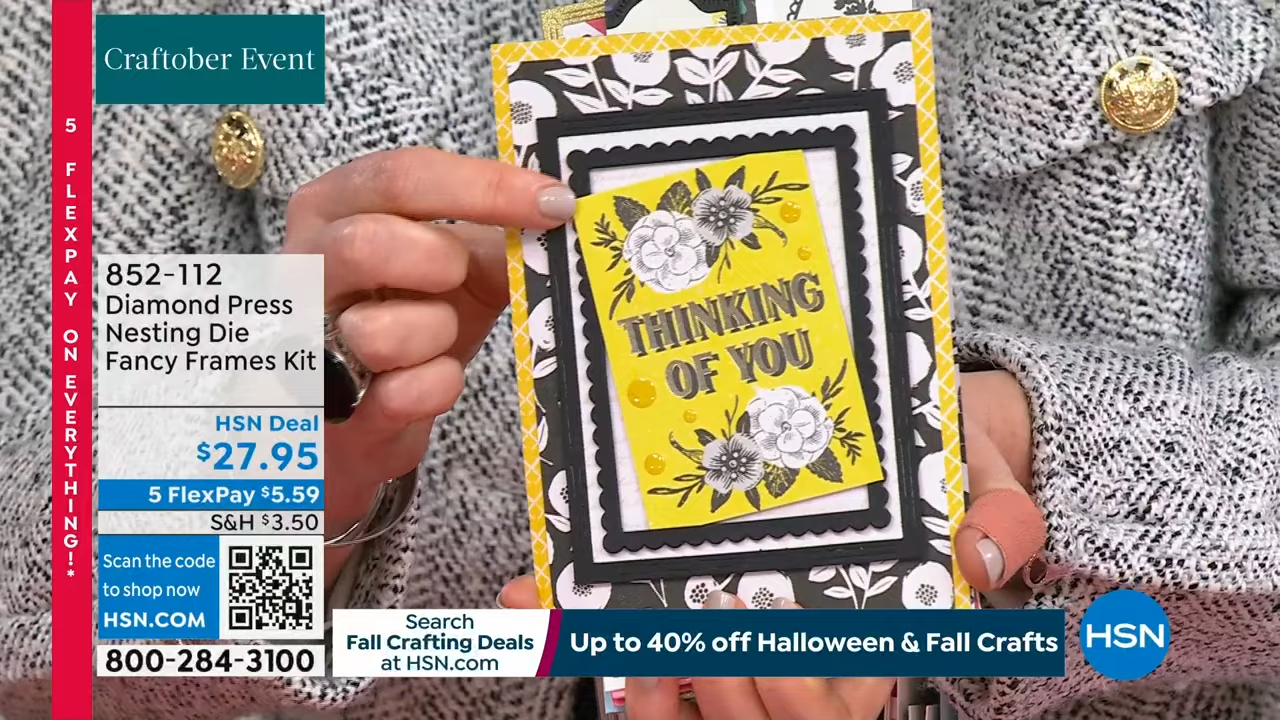 Craftober Event
5 FLEXPAY ON EVERYTHING!*
852-112
Diamond Press
Nesting Die
Fancy Frames Kit
HSN Deal
$27.95
5 FlexPay $5.59
S&H $3.50
Scan the code
to shop now
HSN.COM
800-284-3100
THINKING
OF YOU
Search
Fall Crafting Deals
at HSN.com
Up to 40% off Halloween & Fall Crafts
HSN